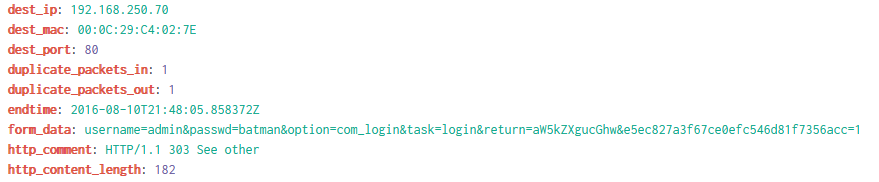 dest_ip: 192.168.250.70
dest_mac: 00:0C:29:C4:02:7E
dest_port: 80
duplicate_packets_in: 1
duplicate_packets_out: 1
endtime: 2016-08-10T21:48:05.858372Z
form_data: username=admin&passwd=batman&option=com_login&task=login&return=aW5kZXgucGhw&e5ec827a3f67ce0efc546d81f7356acc=1
http_comment: HTTP/1.1 303 See other
http_content_length: 182